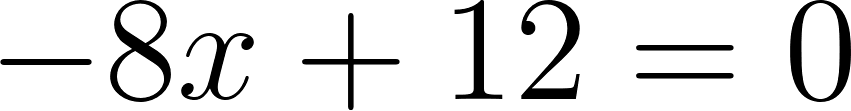 −8x + 12 = 0